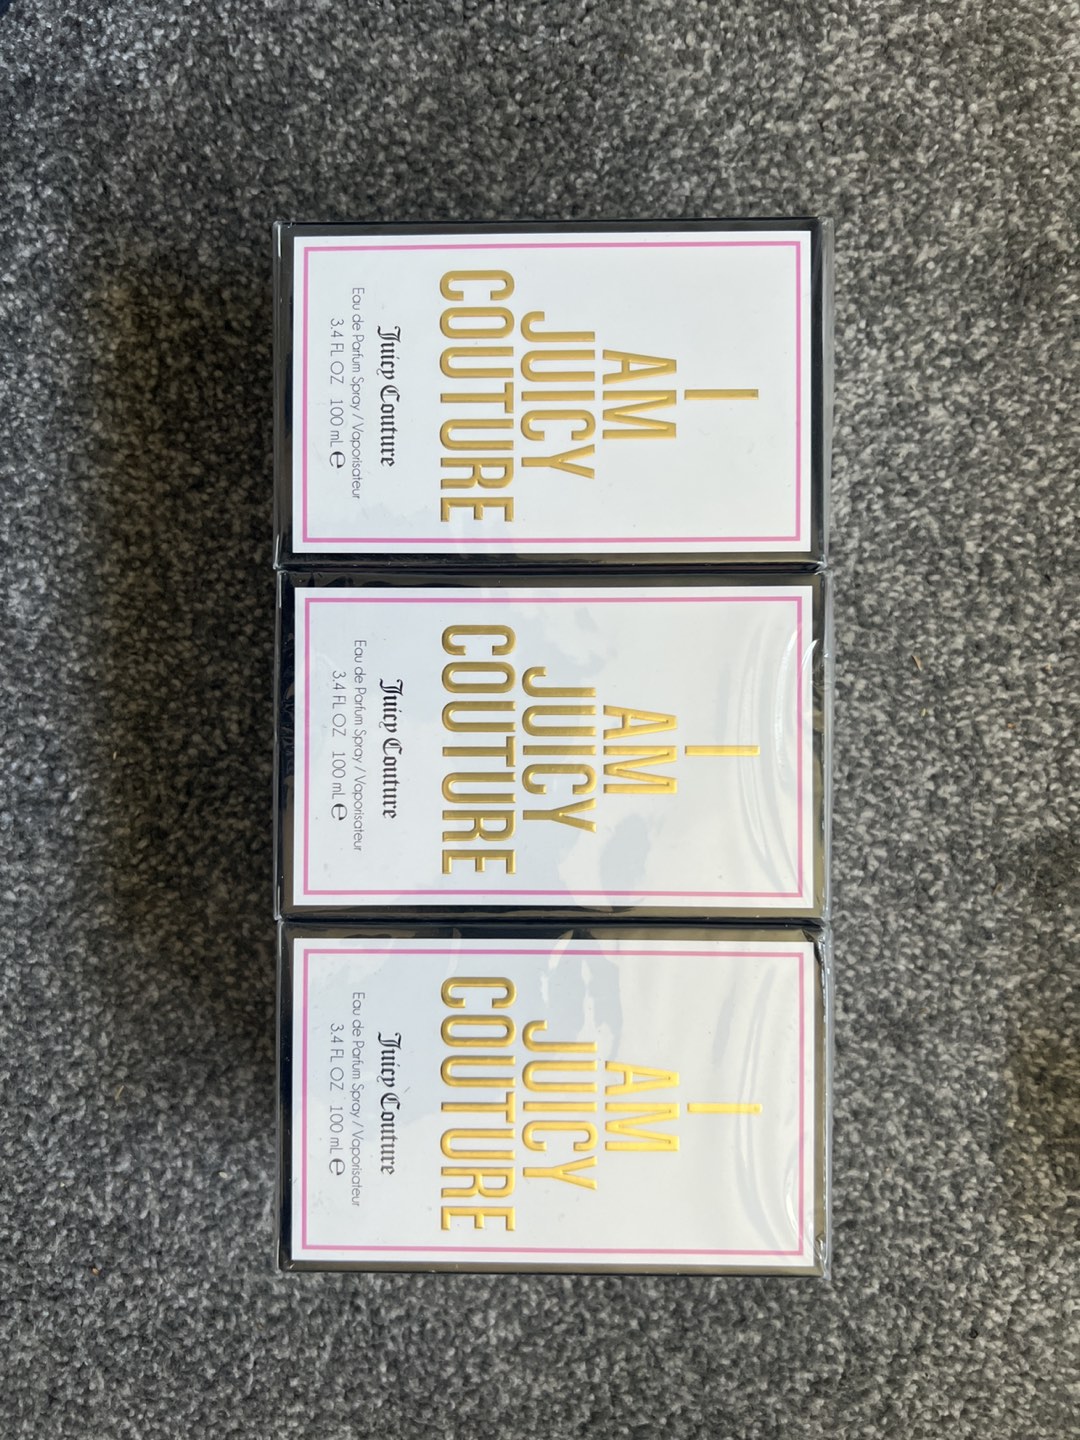 I
AM
JUICY
COUTURE
Juicy Couture
Eau de Parfum Spray / Vaporisateur
3.4 FL OZ 100 mL ℮
I
AM
JUICY
COUTURE
Juicy Couture
Eau de Parfum Spray / Vaporisateur
3.4 FL OZ 100 mL ℮
I
AM
JUICY
COUTURE
Juicy Couture
Eau de Parfum Spray / Vaporisateur
3.4 FL OZ 100 mL ℮